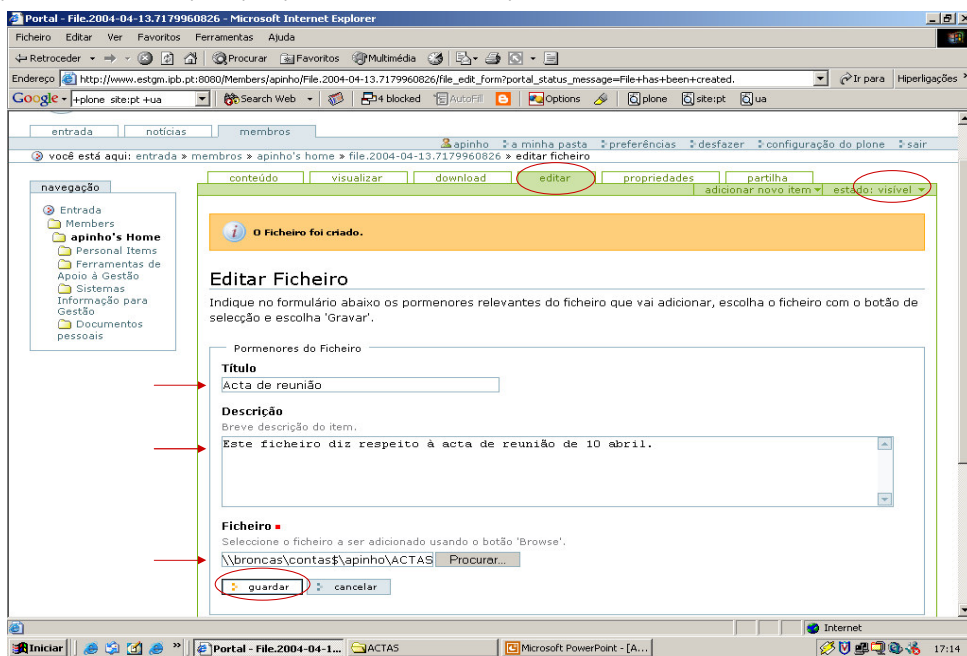 Portal - File.2004-04-13.7179960826 - Microsoft Internet Explorer
Ficheiro Editar Ver Favoritos Ferramentas Ajuda
Retroceder Procurar Favoritos Multimédia
Endereço http://www.estgm.ipb.pt:8080/Members/apinho/File.2004-04-13.7179960826/file_edit_form?portal_status_message=File+has+been+created. Ir para Hiperligações »
Google +plone site:pt +ua Search Web 4 blocked AutoFill Options plone site:pt ua
entrada notícias membros
apinho a minha pasta preferências desfazer configuração do plone sair
você está aqui: entrada » membros » apinho's home » file.2004-04-13.7179960826 » editar ficheiro
conteúdo visualizar download editar propriedades partilha
adicionar novo item estado: visível
navegação
Entrada
Members
apinho's Home
Personal Items
Ferramentas de
Apoio à Gestão
Sistemas
Informação para
Gestão
Documentos
pessoais
O Ficheiro foi criado.
Editar Ficheiro
Indique no formulário abaixo os pormenores relevantes do ficheiro que vai adicionar, escolha o ficheiro com o botão de
selecção e escolha 'Gravar'.
Pormenores do Ficheiro
Título
Acta de reunião
Descrição
Breve descrição do item.
Este ficheiro diz respeito à acta de reunião de 10 abril.
Ficheiro
Seleccione o ficheiro a ser adicionado usando o botão 'Browse'.
\\broncas\contas$\apinho\ACTAS Procurar...
guardar cancelar
Internet
Iniciar » Portal - File.2004-04-1... ACTAS Microsoft PowerPoint - [A... 17:14